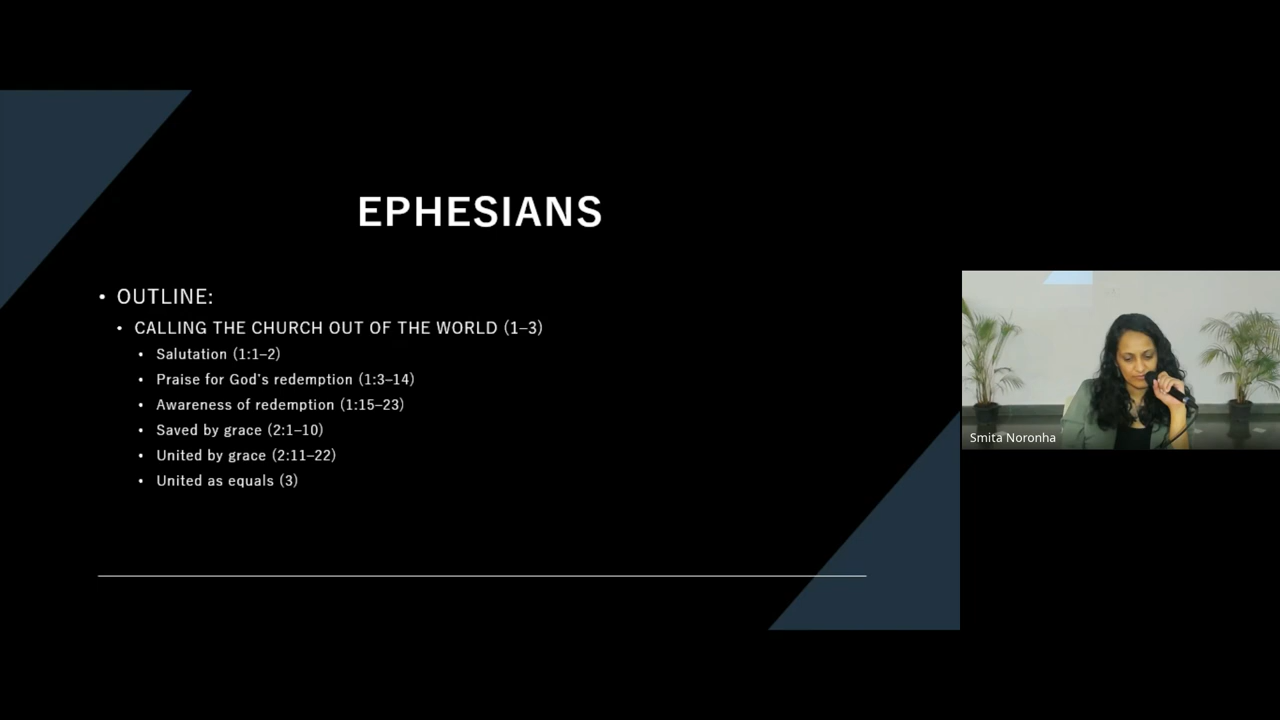 EPHESIANS
• OUTLINE:
• CALLING THE CHURCH OUT OF THE WORLD (1–3)
• Salutation (1:1–2)
• Praise for God's redemption (1:3–14)
• Awareness of redemption (1:15–23)
• Saved by grace (2:1–10)
• United by grace (2:11–22)
• United as equals (3)
Smita Noronha